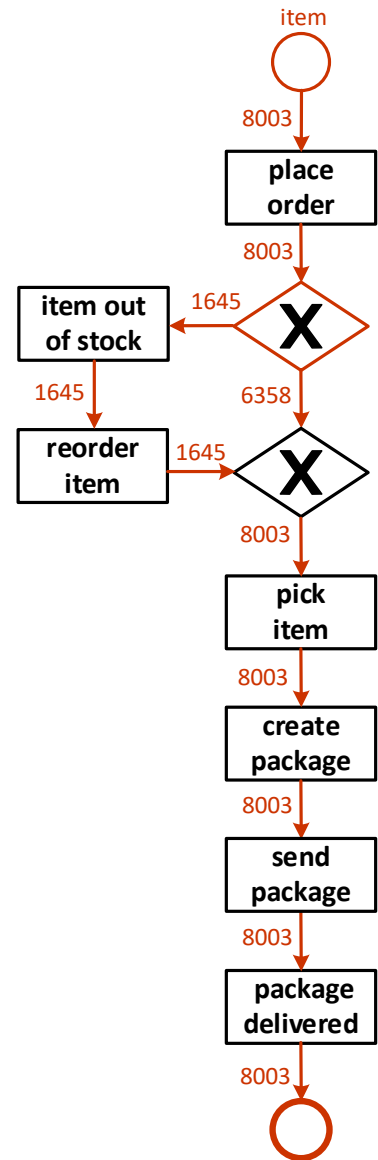 item
8003
place
order
8003
1645
item out
of stock
X
1645
6358
reorder
item
1645
X
8003
pick
item
8003
create
package
8003
send
package
8003
package
delivered
8003